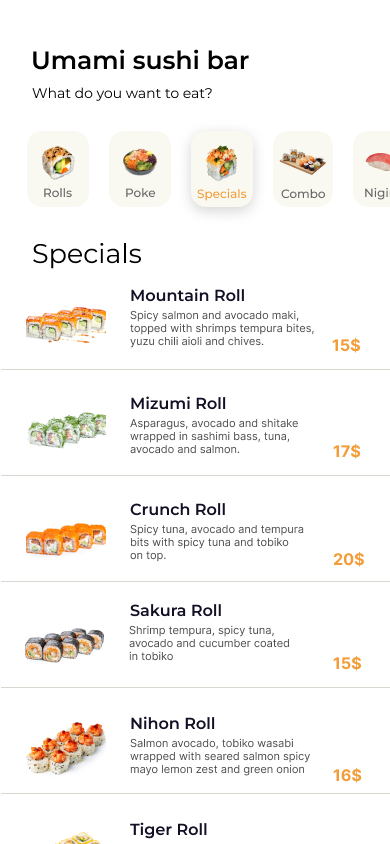 Umami sushi bar
What do you want to eat?
Rolls
Poke
Specials
Combo
Nigi
Specials
Mountain Roll
Spicy salmon and avocado maki,
topped with shrimps tempura bites,
yuzu chili aioli and chives.
15$
Mizumi Roll
Asparagus, avocado and shitake
wrapped in sashimi bass, tuna,
avocado and salmon.
17$
Crunch Roll
Spicy tuna, avocado and tempura
bits with spicy tuna and tobiko
on top.
20$
Sakura Roll
Shrimp tempura, spicy tuna,
avocado and cucumber coated
in tobiko
15$
Nihon Roll
Salmon avocado, tobiko wasabi
wrapped with seared salmon spicy
mayo lemon zest and green onion
16$
Tiger Roll